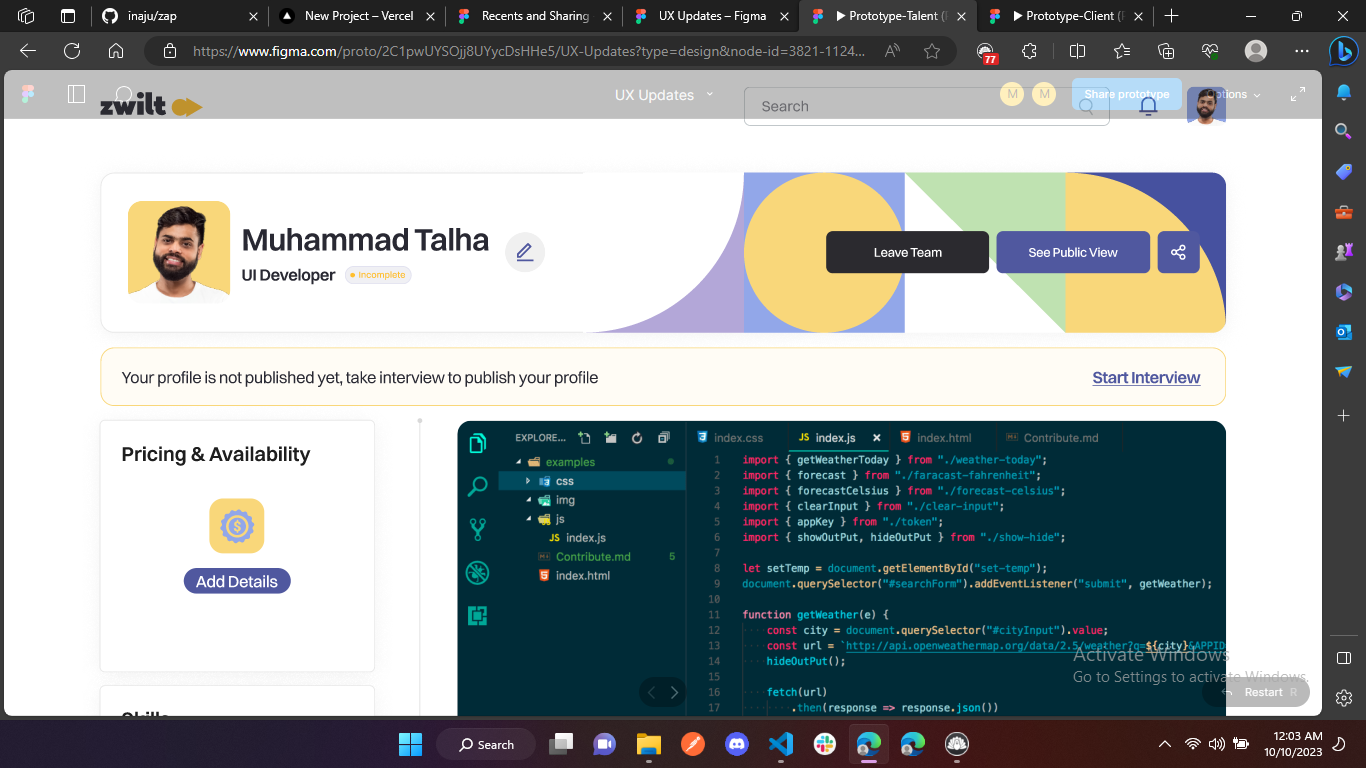 inaju/zap
New Project – Vercel
Recents and Sharing
UX Updates – Figma
Prototype-Talent (
Prototype-Client (
https://www.figma.com/proto/2C1pwUYSOjj8UYycDsHHe5/UX-Updates?type=design&node-id=3821-1124...
77
UX Updates
M
M
Share prototype
Options
zwilt
Search
Muhammad Talha
UI Developer
Incomplete
Leave Team
See Public View
Your profile is not published yet, take interview to publish your profile
Start Interview
Pricing & Availability
Add Details
Skills
EXPLORE...
examples
css
img
js
JS index.js
Contribute.md 5
index.html
index.css
JS index.js
index.html
Contribute.md
1 import { getWeatherToday } from "./weather-today";
2 import { forecast } from "./faracast-fahrenheit";
3 import { forecastCelsius } from "./forecast-celsius";
4 import { clearInput } from "./clear-input";
5 import { appKey } from "./token";
6 import { showOutPut, hideOutPut } from "./show-hide";
7
8 let setTemp = document.getElementById("set-temp");
9 document.querySelector("#searchForm").addEventListener("submit", getWeather);
10
11 function getWeather(e) {
12 const city = document.querySelector("#cityInput").value;
13 const url = `http://api.openweathermap.org/data/2.5/weather?q=${city}&APPID
14 hideOutPut();
15
16 fetch(url)
17 .then(response => response.json())
Activate Windows
Go to Settings to activate Windows.
Restart R
Search
12:03 AM
10/10/2023